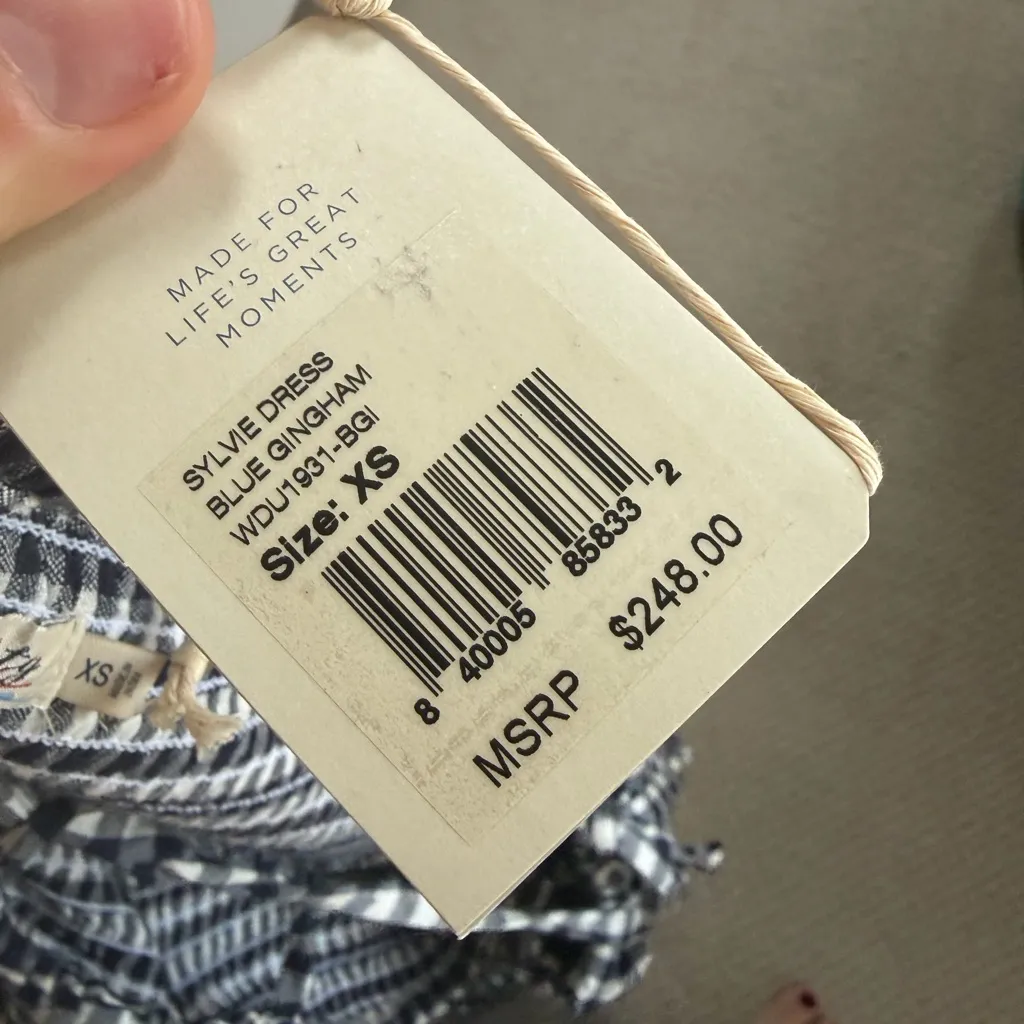 MADE FOR
LIFE'S GREAT
MOMENTS
SYLVIE DRESS
BLUE GINGHAM
WDU1931-BGI
Size: XS
8 40005 85833 2
MSRP $248.00
XS